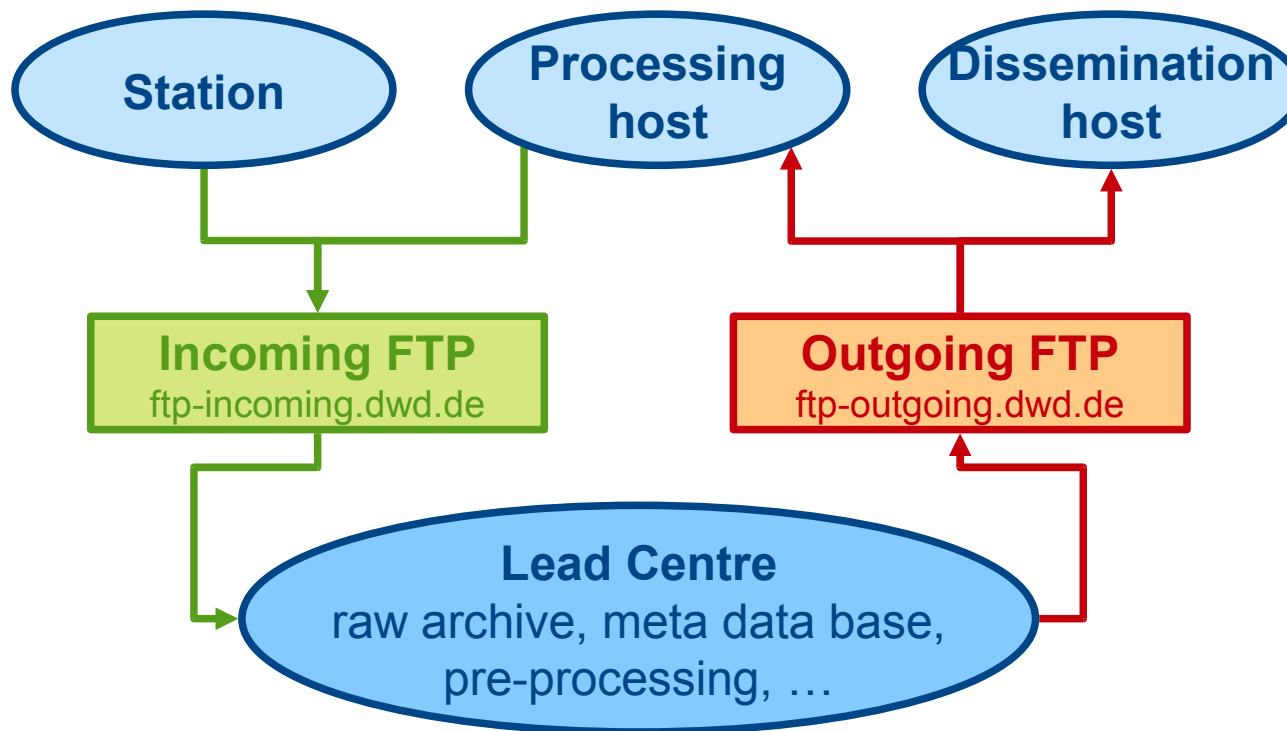 Station
Processing
host
Dissemination
host
Incoming FTP
ftp-incoming.dwd.de
Outgoing FTP
ftp-outgoing.dwd.de
Lead Centre
raw archive, meta data base,
pre-processing, …